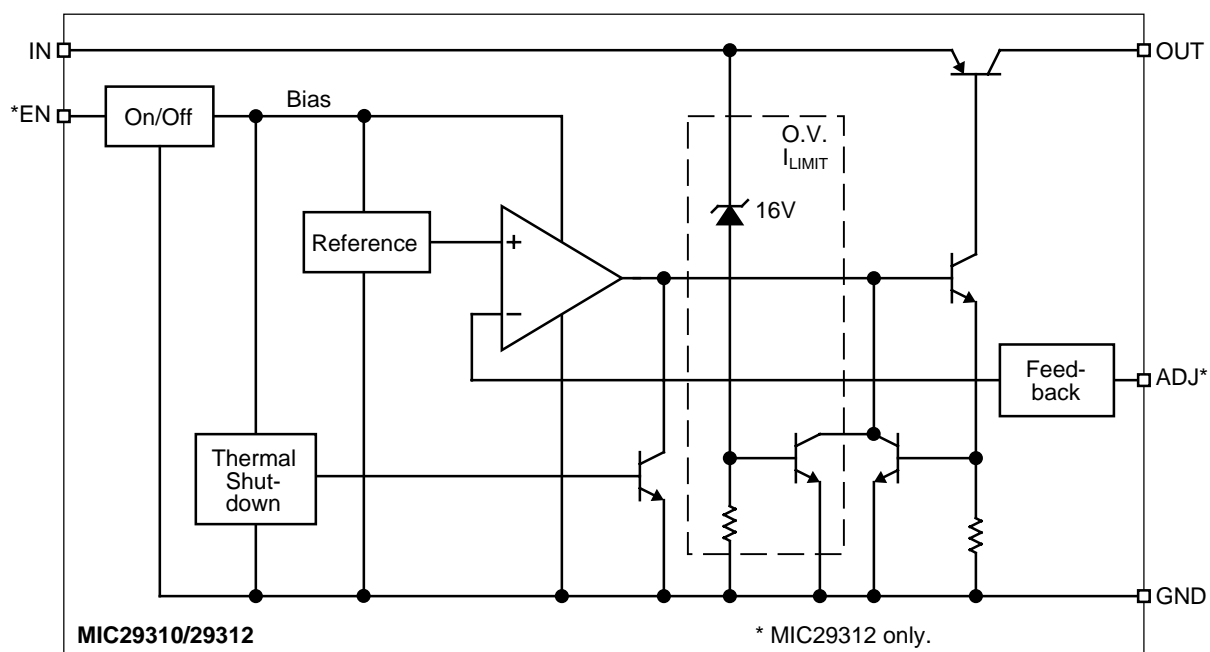 IN
OUT
*EN
On/Off
Bias
O.V.
I_LIMIT
16V
Reference
+
−
Feed-
back
ADJ*
Thermal
Shut-
down
GND
MIC29310/29312
* MIC29312 only.